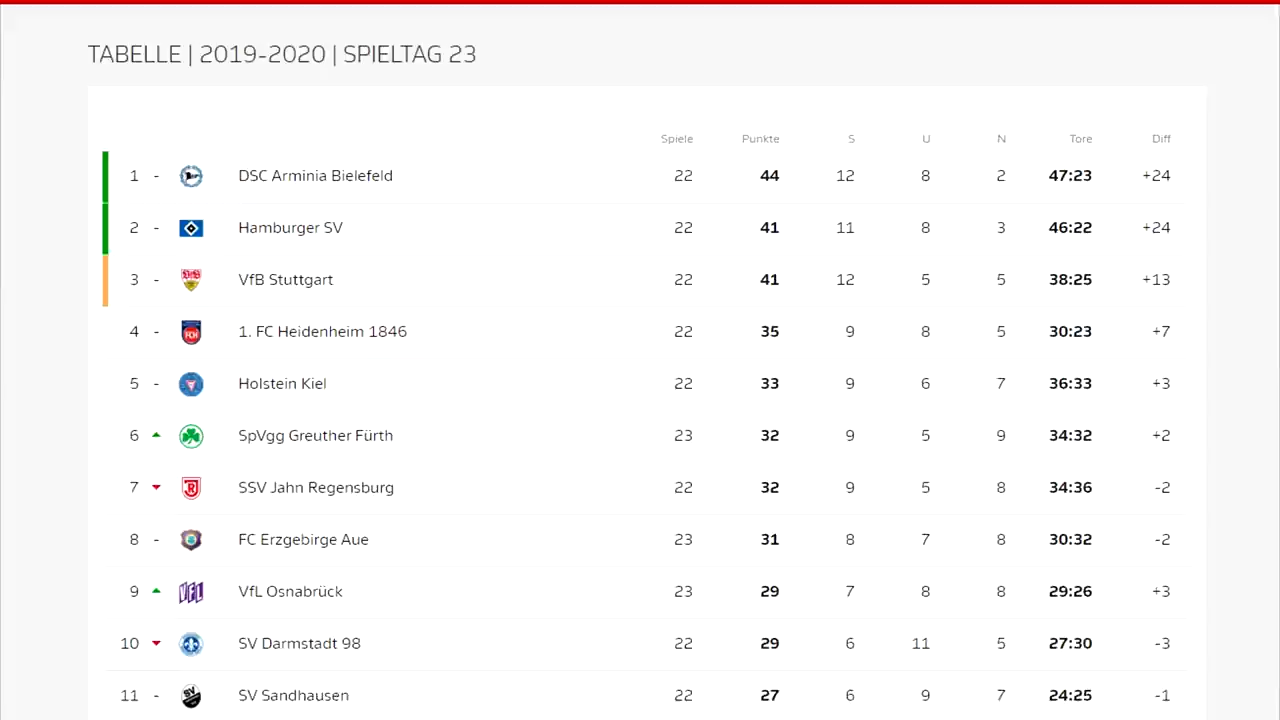 TABELLE | 2019-2020 | SPIELTAG 23
Spiele Punkte S U N Tore Diff
1 - DSC Arminia Bielefeld 22 44 12 8 2 47:23 +24
2 - Hamburger SV 22 41 11 8 3 46:22 +24
3 - VfB Stuttgart 22 41 12 5 5 38:25 +13
4 - 1. FC Heidenheim 1846 22 35 9 8 5 30:23 +7
5 - Holstein Kiel 22 33 9 6 7 36:33 +3
6 SpVgg Greuther Fürth 23 32 9 5 9 34:32 +2
7 SSV Jahn Regensburg 22 32 9 5 8 34:36 -2
8 - FC Erzgebirge Aue 23 31 8 7 8 30:32 -2
9 VFL VfL Osnabrück 23 29 7 8 8 29:26 +3
10 SV Darmstadt 98 22 29 6 11 5 27:30 -3
11 - SV SV Sandhausen 22 27 6 9 7 24:25 -1